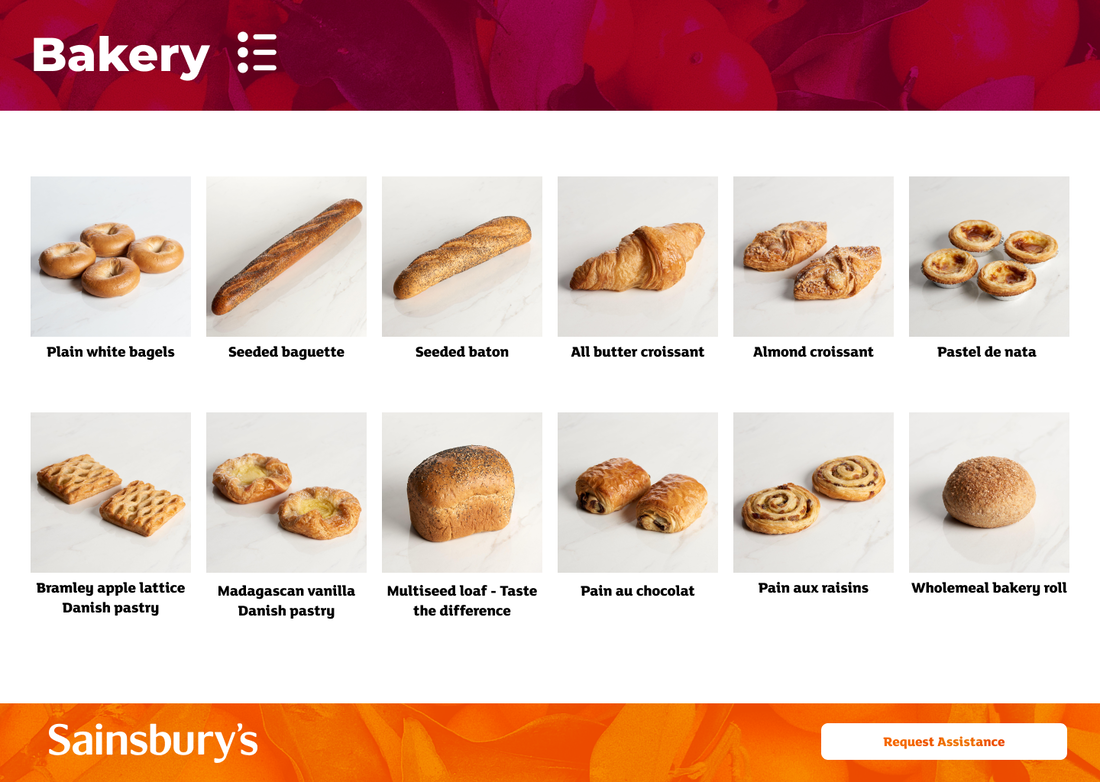 Bakery
Plain white bagels
Seeded baguette
Seeded baton
All butter croissant
Almond croissant
Pastel de nata
Bramley apple lattice
Danish pastry
Madagascan vanilla
Danish pastry
Multiseed loaf - Taste
the difference
Pain au chocolat
Pain aux raisins
Wholemeal bakery roll
Sainsbury's
Request Assistance